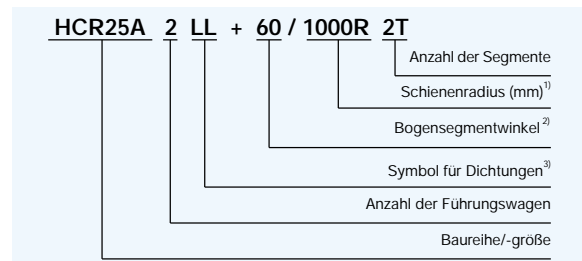 HCR25A 2 LL + 60 / 1000R 2T
Anzahl der Segmente
Schienenradius (mm)1)
Bogensegmentwinkel 2)
Symbol für Dichtungen3)
Anzahl der Führungswagen
Baureihe/-größe